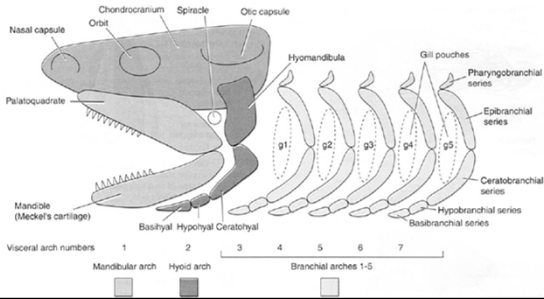 Chondrocranium Spiracle Otic capsule
Orbit
Nasal capsule
Hyomandibula
Gill pouches
Pharyngobranchial
series
Palatoquadrate
Epibranchial
series
g1 g2 g3 g4 g5
Ceratobranchial
series
Mandible
(Meckel's cartilage)
Hypobranchial series
Basibranchial series
Basihyal Hypohyal Ceratohyal
Visceral arch numbers 1 2 3 4 5 6 7
Mandibular arch Hyoid arch Branchial arches 1-5